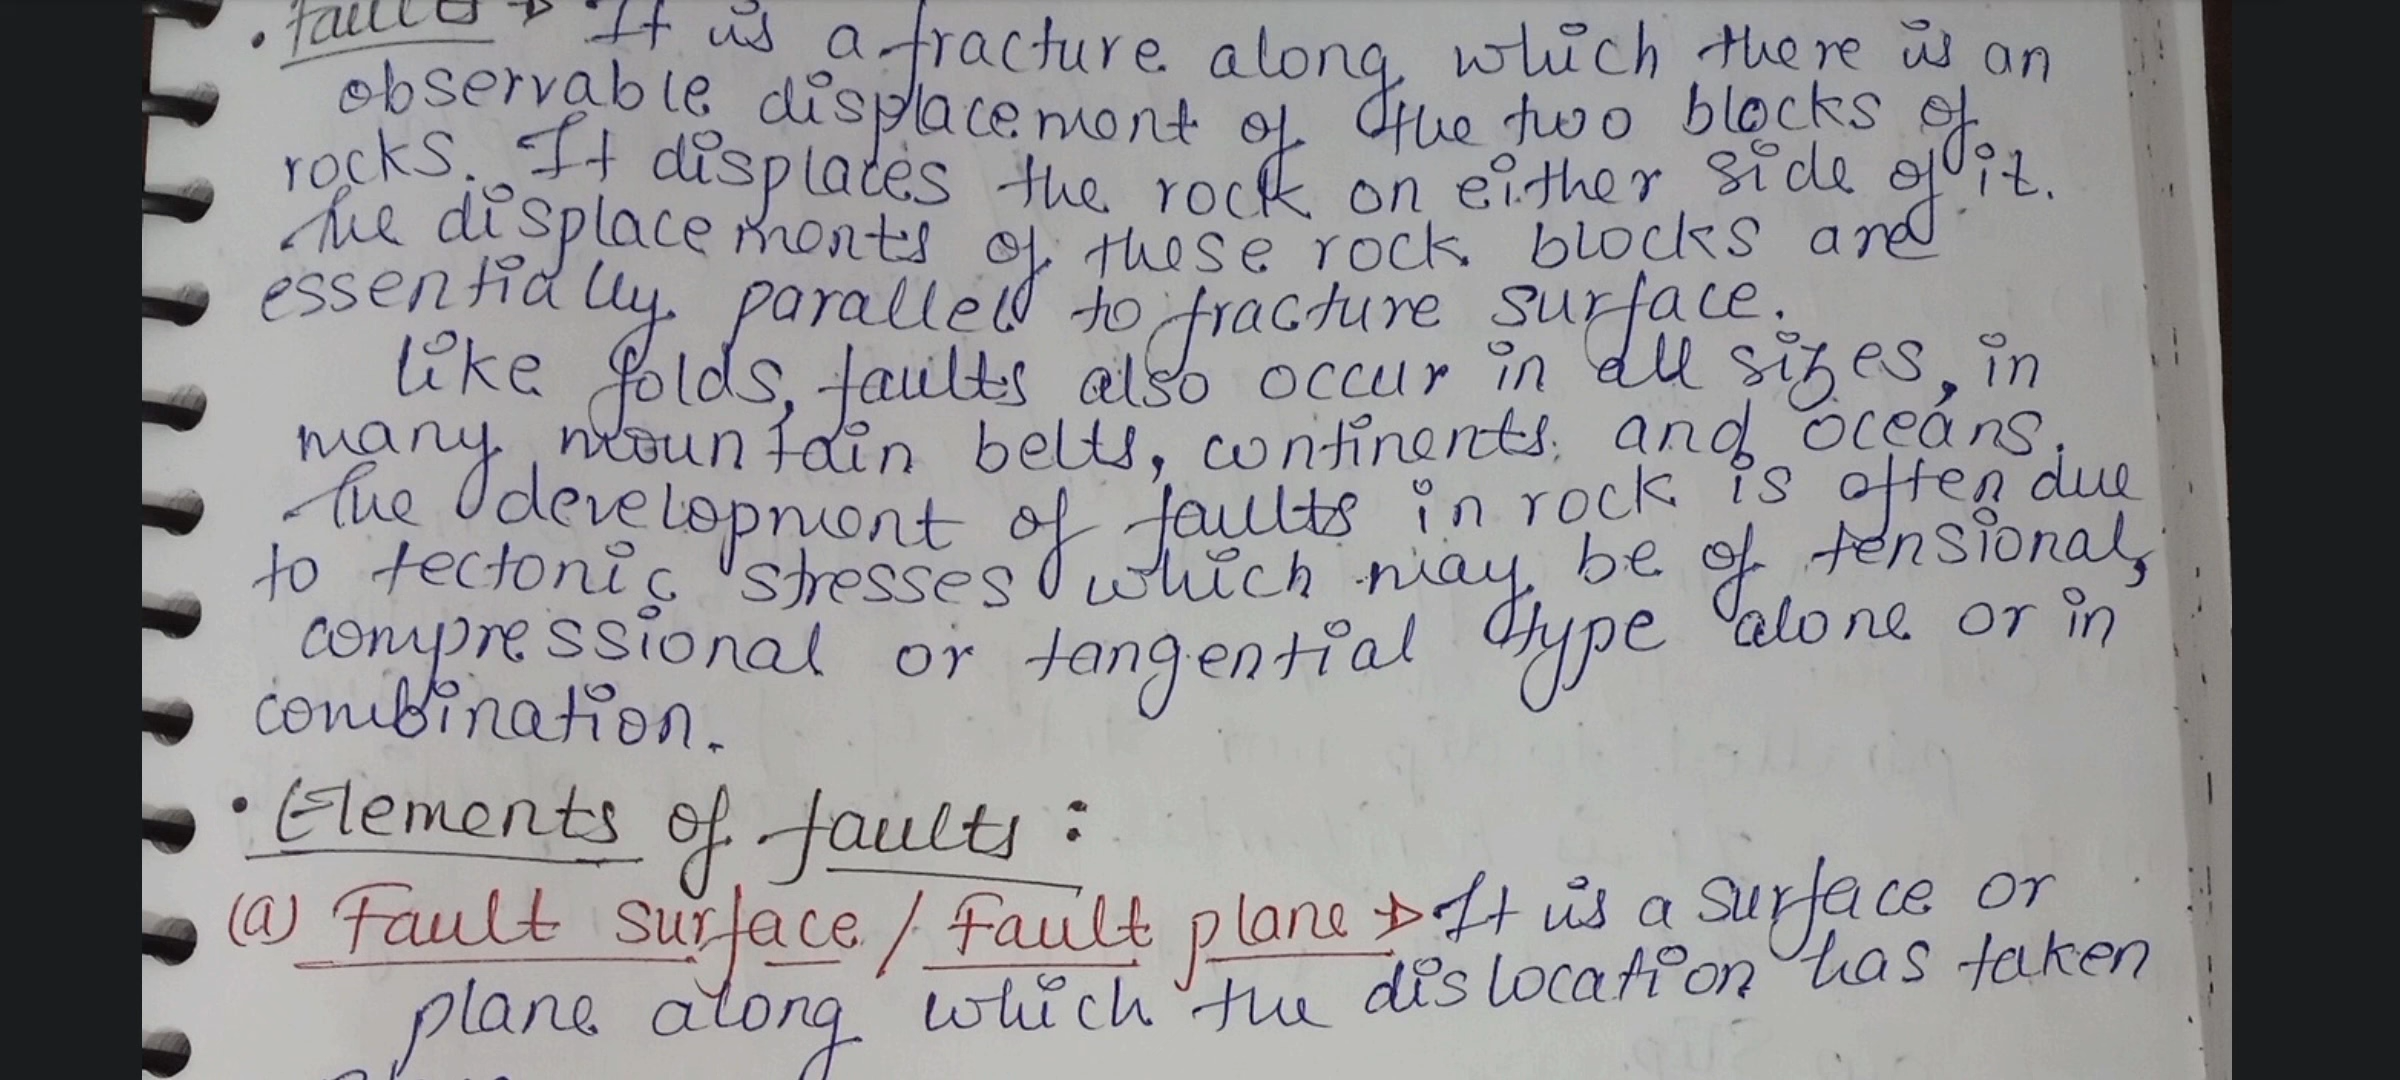 • Faults → It is a fracture along which there is an
observable displacement of the two blocks of
rocks. It displaces the rock on either side of it.
The displacements of these rock blocks are
essentially parallel to fracture surface.
Like folds, faults also occur in all sizes, in
many mountain belts, continents and oceans.
The development of faults in rock is often due
to tectonic stresses which may be of tensional,
compressional or tangential type alone or in
combination.
• Elements of faults :
(a) Fault surface / Fault plane → It is a surface or
plane along which the dislocation has taken